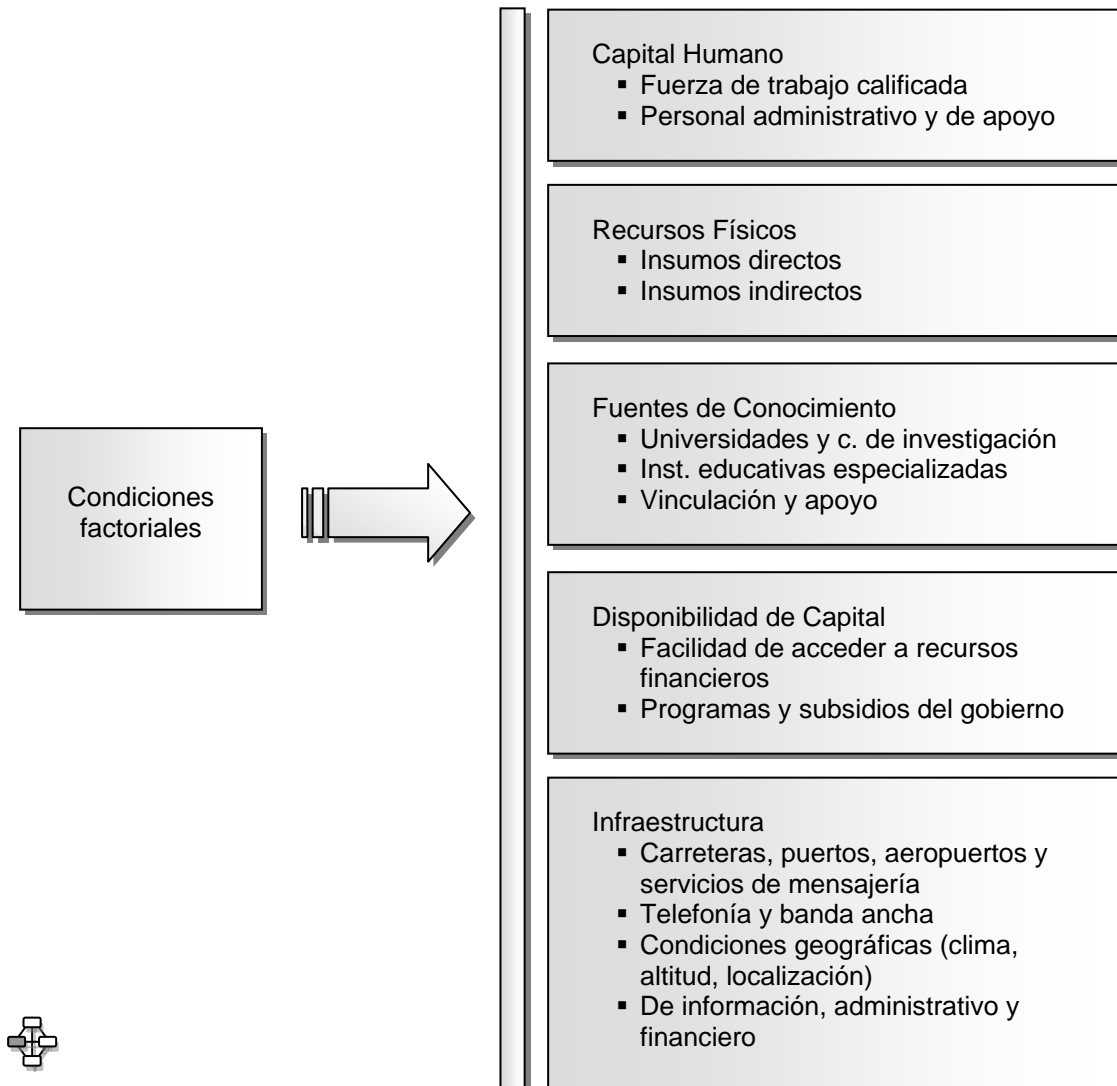 Capital Humano
▪ Fuerza de trabajo calificada
▪ Personal administrativo y de apoyo
Recursos Físicos
▪ Insumos directos
▪ Insumos indirectos
Fuentes de Conocimiento
▪ Universidades y c. de investigación
▪ Inst. educativas especializadas
▪ Vinculación y apoyo
Condiciones
factoriales
Disponibilidad de Capital
▪ Facilidad de acceder a recursos
financieros
▪ Programas y subsidios del gobierno
Infraestructura
▪ Carreteras, puertos, aeropuertos y
servicios de mensajería
▪ Telefonía y banda ancha
▪ Condiciones geográficas (clima,
altitud, localización)
▪ De información, administrativo y
financiero